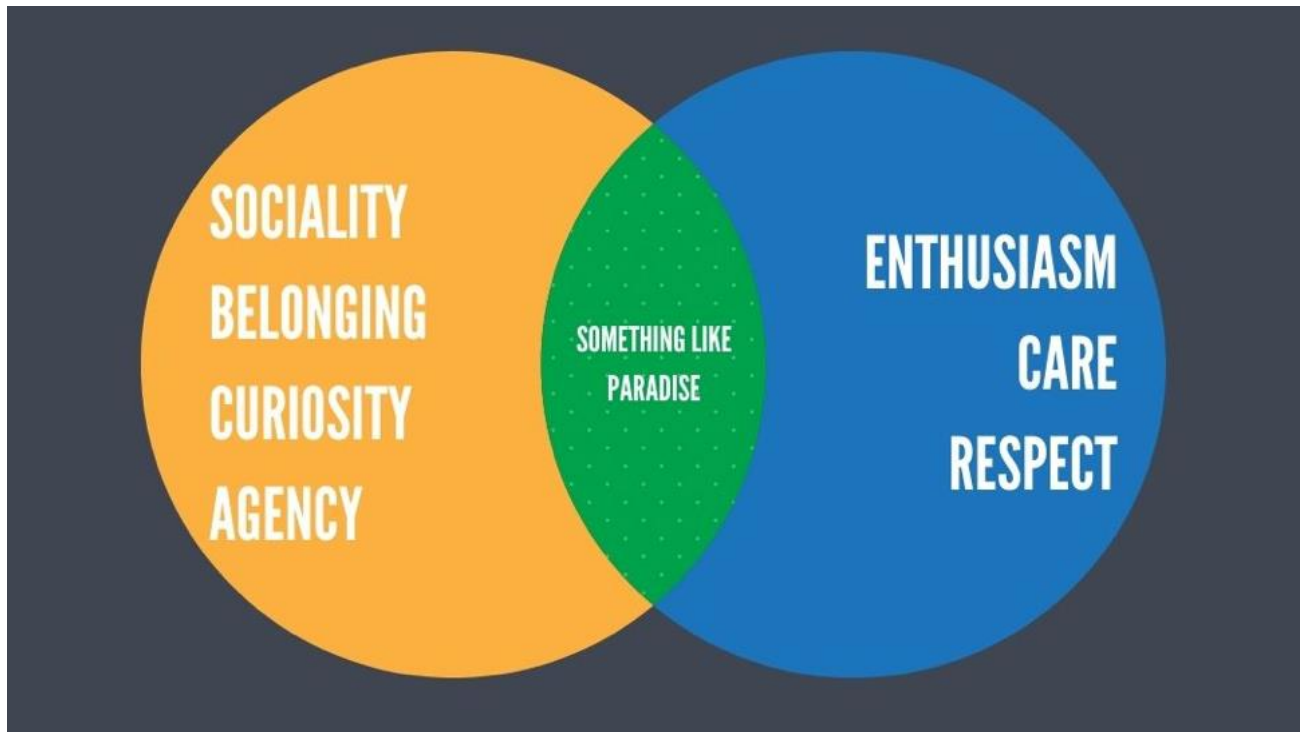 SOCIALITY
BELONGING
CURIOSITY
AGENCY
SOMETHING LIKE
PARADISE
ENTHUSIASM
CARE
RESPECT